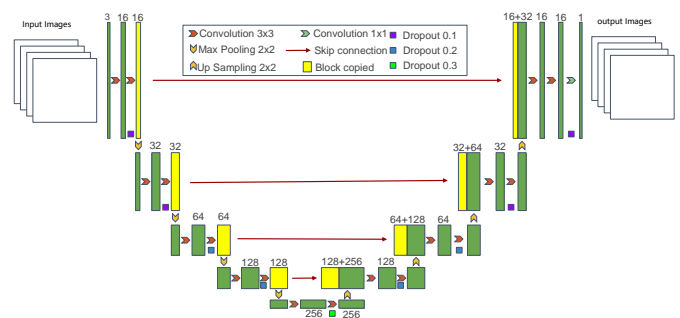 3 16 16
Input Images
Convolution 3x3
Convolution 1x1
Dropout 0.1
Max Pooling 2x2
Skip connection
Dropout 0.2
Up Sampling 2x2
Block copied
Dropout 0.3
16+32 16 16 1
output Images
32 32
32+64 32
64 64
64+128 64
128 128
128+256 128
256 256